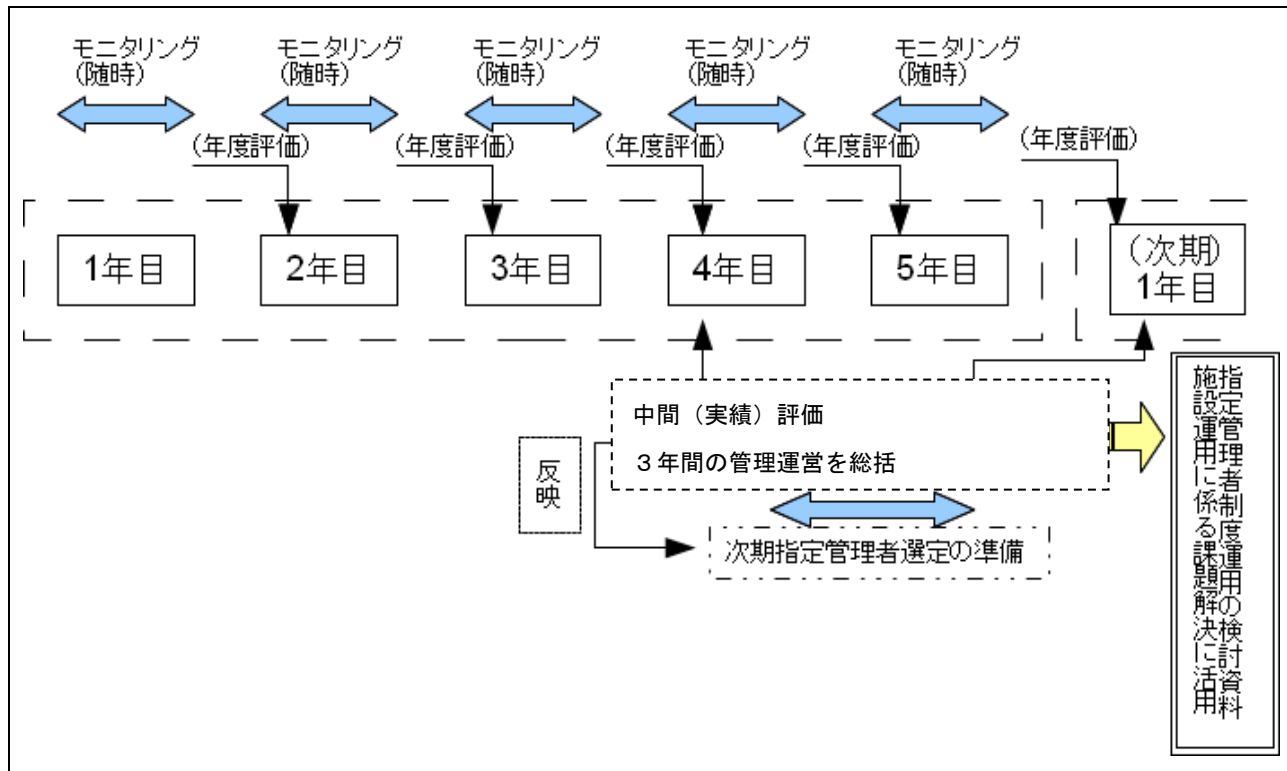 モニタリング
(随時)
モニタリング
(随時)
モニタリング
(随時)
モニタリング
(随時)
モニタリング
(随時)
(年度評価)
(年度評価)
(年度評価)
(年度評価)
(年度評価)
1年目
2年目
3年目
4年目
5年目
(次期)
1年目
中間（実績）評価
３年間の管理運営を総括
反映
次期指定管理者選定の準備
指定管理者制度運用の検討資料
施設運用に係る課題解決に活用